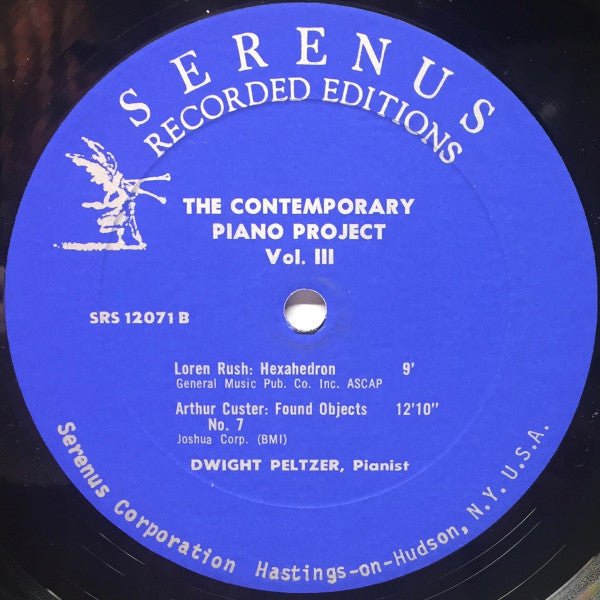 SERENUS
RECORDED EDITIONS
THE CONTEMPORARY
PIANO PROJECT
Vol. III
SRS 12071 B
Loren Rush: Hexahedron 9'
General Music Pub. Co. Inc. ASCAP
Arthur Custer: Found Objects 12'10"
No. 7
Joshua Corp. (BMI)
DWIGHT PELTZER, Pianist
Serenus Corporation Hastings-on-Hudson, N.Y. U.S.A.